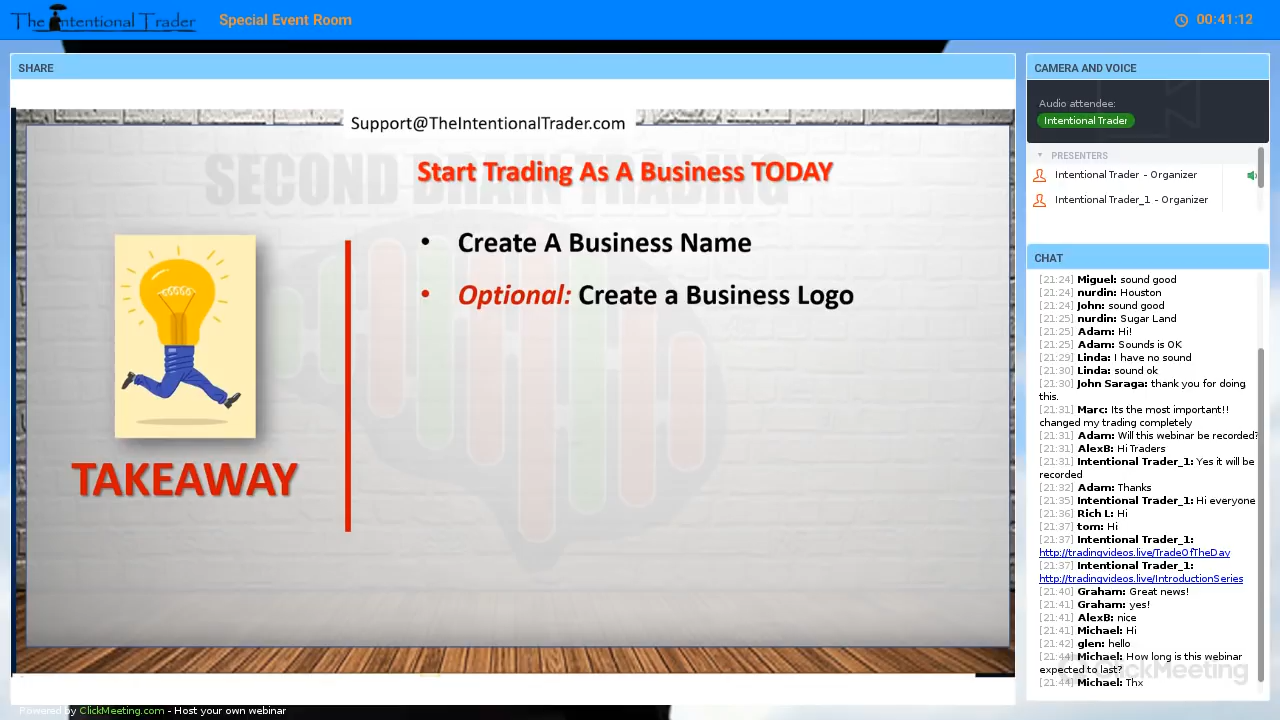 The Intentional Trader
Special Event Room
00:41:12
SHARE
Support@TheIntentionalTrader.com
SECOND BRAIN TRADING
Start Trading As A Business TODAY
• Create A Business Name
• Optional: Create a Business Logo
TAKEAWAY
CAMERA AND VOICE
Audio attendee:
Intentional Trader
PRESENTERS
Intentional Trader - Organizer
Intentional Trader_1 - Organizer
CHAT
[21:24] Miguel: sound good
[21:24] nurdin: Houston
[21:24] John: sound good
[21:25] nurdin: Sugar Land
[21:25] Adam: Hi!
[21:25] Adam: Sounds is OK
[21:29] Linda: I have no sound
[21:30] Linda: sound ok
[21:30] John Saraga: thank you for doing
this.
[21:31] Marc: Its the most important!!
changed my trading completely
[21:31] Adam: Will this webinar be recorded?
[21:31] AlexB: Hi Traders
[21:31] Intentional Trader_1: Yes it will be
recorded
[21:32] Adam: Thanks
[21:35] Intentional Trader_1: Hi everyone
[21:36] Rich L: Hi
[21:37] tom: Hi
[21:37] Intentional Trader_1:
http://tradingvideos.live/TradeOfTheDay
[21:37] Intentional Trader_1:
http://tradingvideos.live/IntroductionSeries
[21:40] Graham: Great news!
[21:41] Graham: yes!
[21:41] AlexB: nice
[21:41] Michael: Hi
[21:42] glen: hello
[21:44] Michael: How long is this webinar
expected to last?
[21:44] Michael: Thx
ClickMeeting
Powered by ClickMeeting.com - Host your own webinar